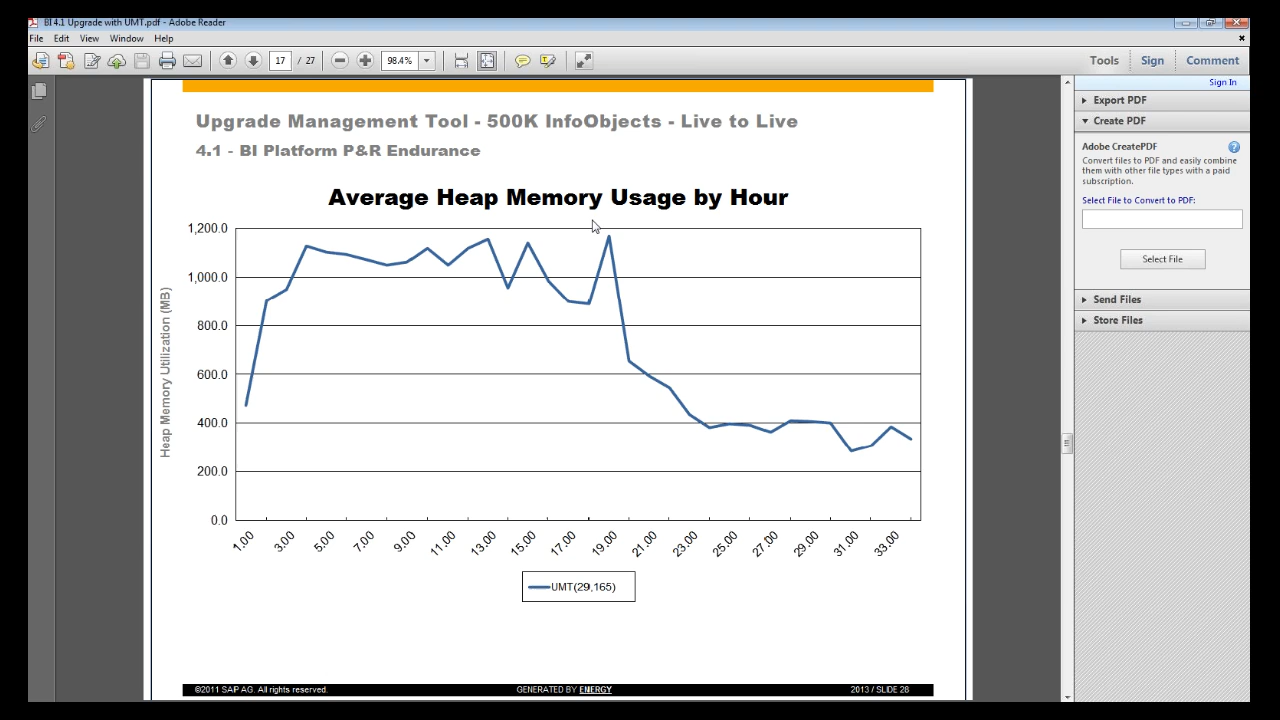 BI 4.1 Upgrade with UMT.pdf - Adobe Reader
File Edit View Window Help
17 / 27 98.4% Tools Sign Comment
Sign In
Export PDF
Create PDF
Adobe CreatePDF
Convert files to PDF and easily combine
them with other file types with a paid
subscription.
Select File to Convert to PDF:
Select File
Send Files
Store Files
Upgrade Management Tool - 500K InfoObjects - Live to Live
4.1 - BI Platform P&R Endurance
Average Heap Memory Usage by Hour
Heap Memory Utilization (MB)
1,200.0
1,000.0
800.0
600.0
400.0
200.0
0.0
1.00 3.00 5.00 7.00 9.00 11.00 13.00 15.00 17.00 19.00 21.00 23.00 25.00 27.00 29.00 31.00 33.00
UMT(29,165)
©2011 SAP AG. All rights reserved. GENERATED BY ENERGY 2013 / SLIDE 28